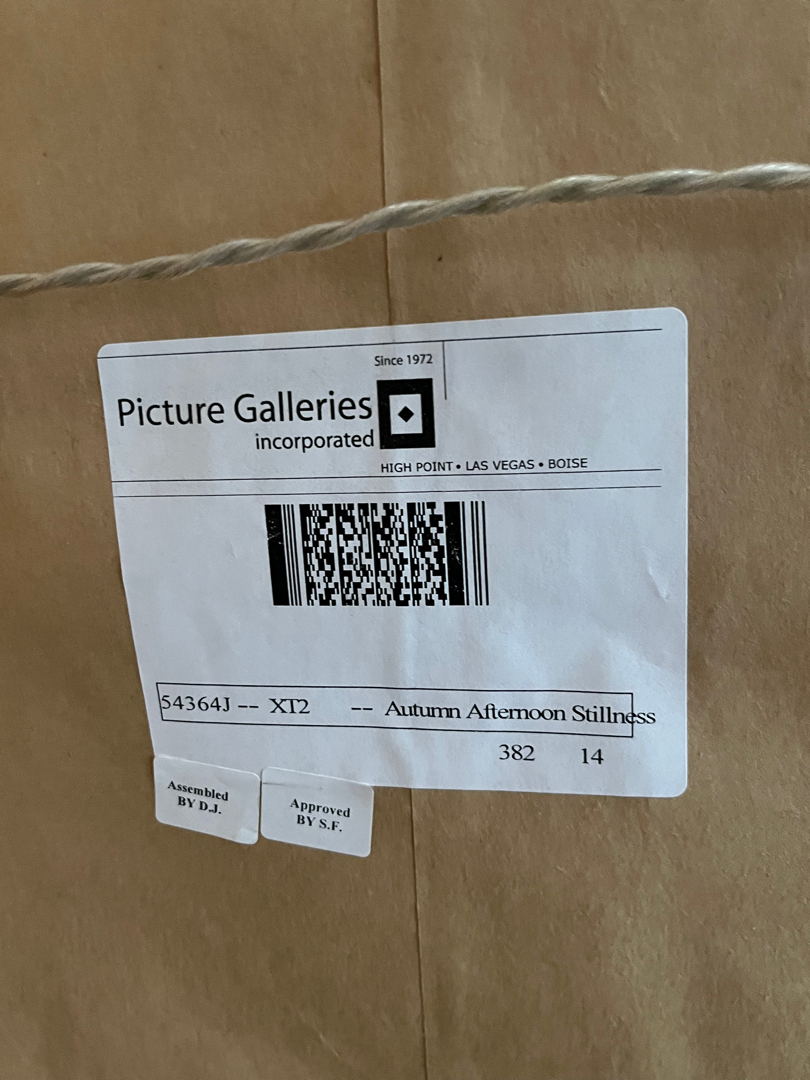 Since 1972
Picture Galleries
incorporated
HIGH POINT • LAS VEGAS • BOISE
54364J -- XT2 -- Autumn Afternoon Stillness
382 14
Assembled
BY D.J.
Approved
BY S.F.